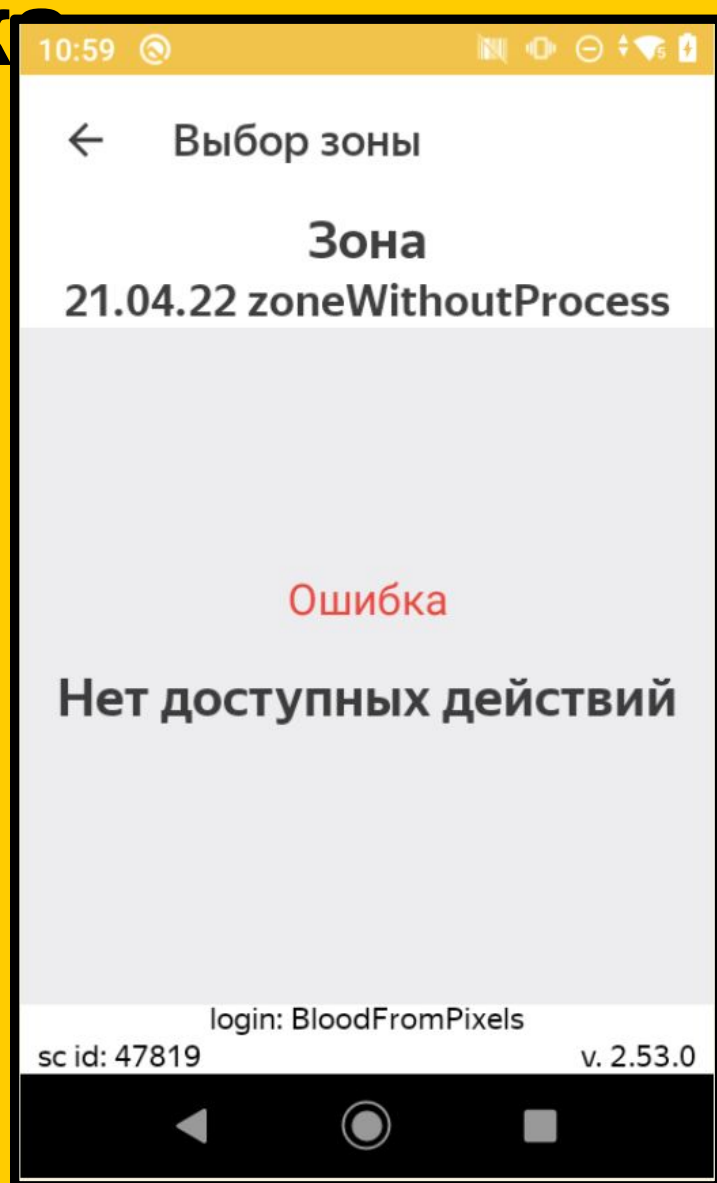 10:59
5
Выбор зоны
Зона
21.04.22 zoneWithoutProcess
Ошибка
Нет доступных действий
login: BloodFromPixels
sc id: 47819
v. 2.53.0